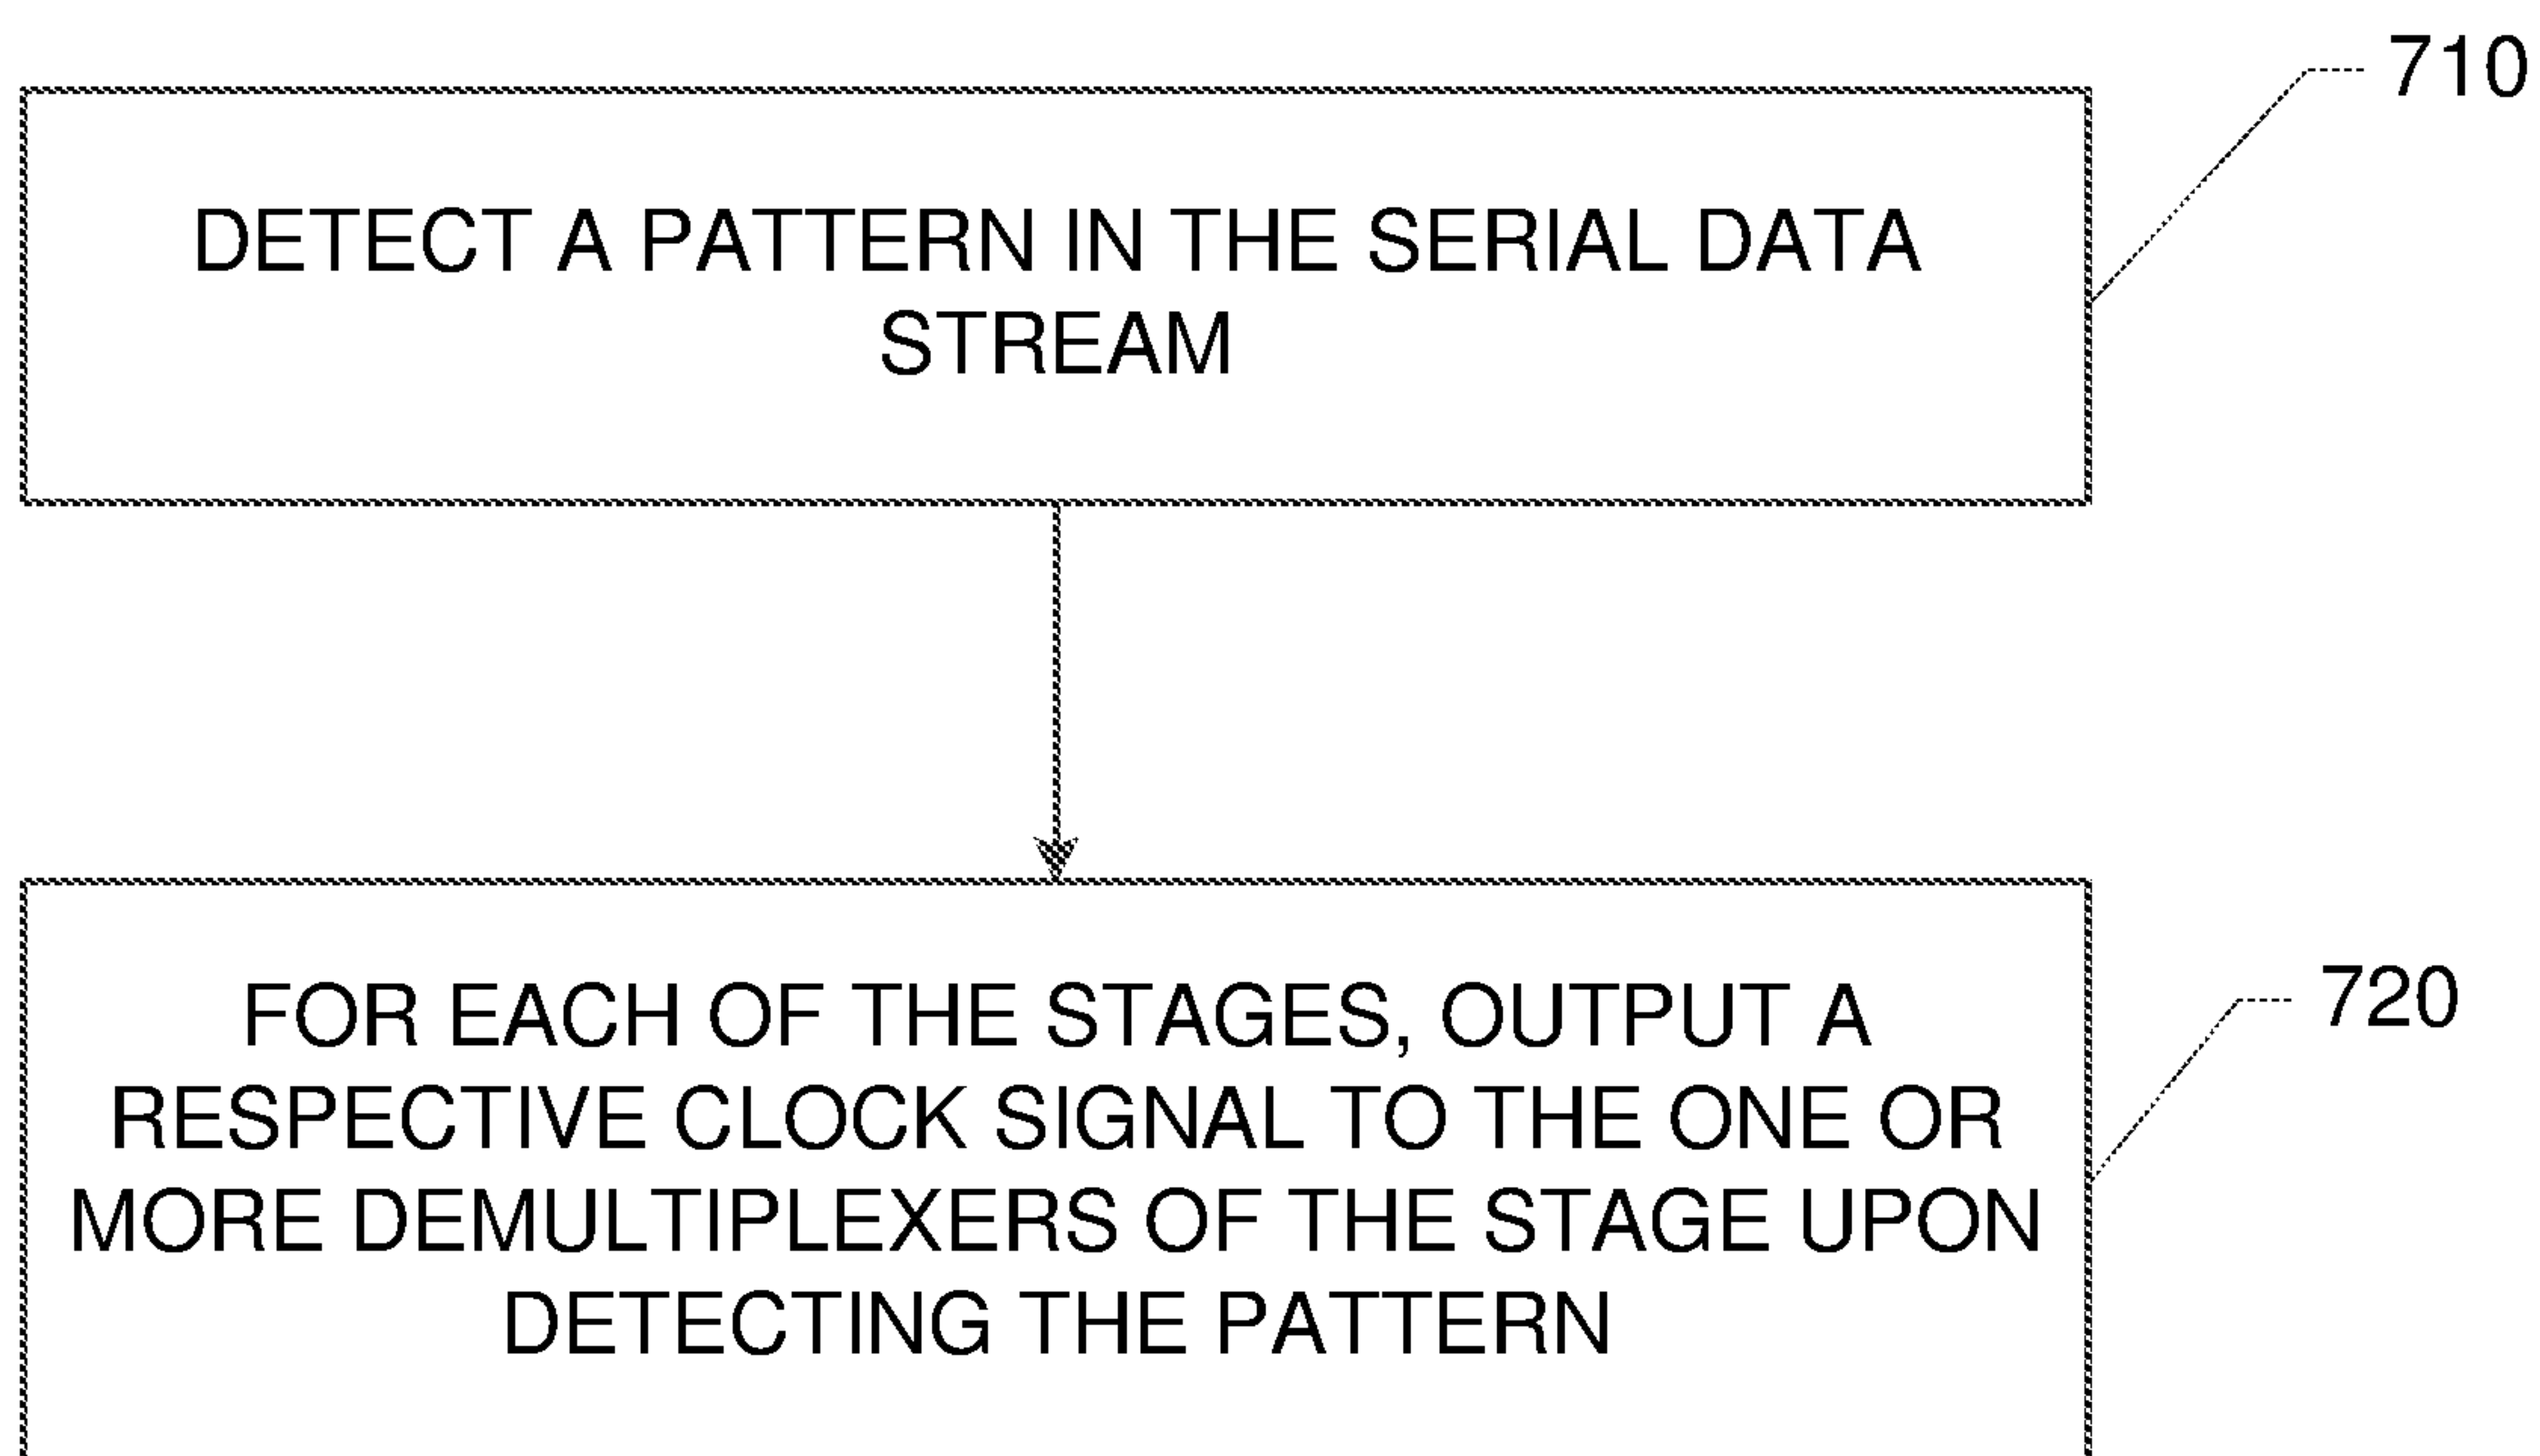 710
DETECT A PATTERN IN THE SERIAL DATA
STREAM
FOR EACH OF THE STAGES, OUTPUT A
720
RESPECTIVE CLOCK SIGNAL TO THE ONE OR
MORE DEMULTIPLEXERS OF THE STAGE UPON
DETECTING THE PATTERN